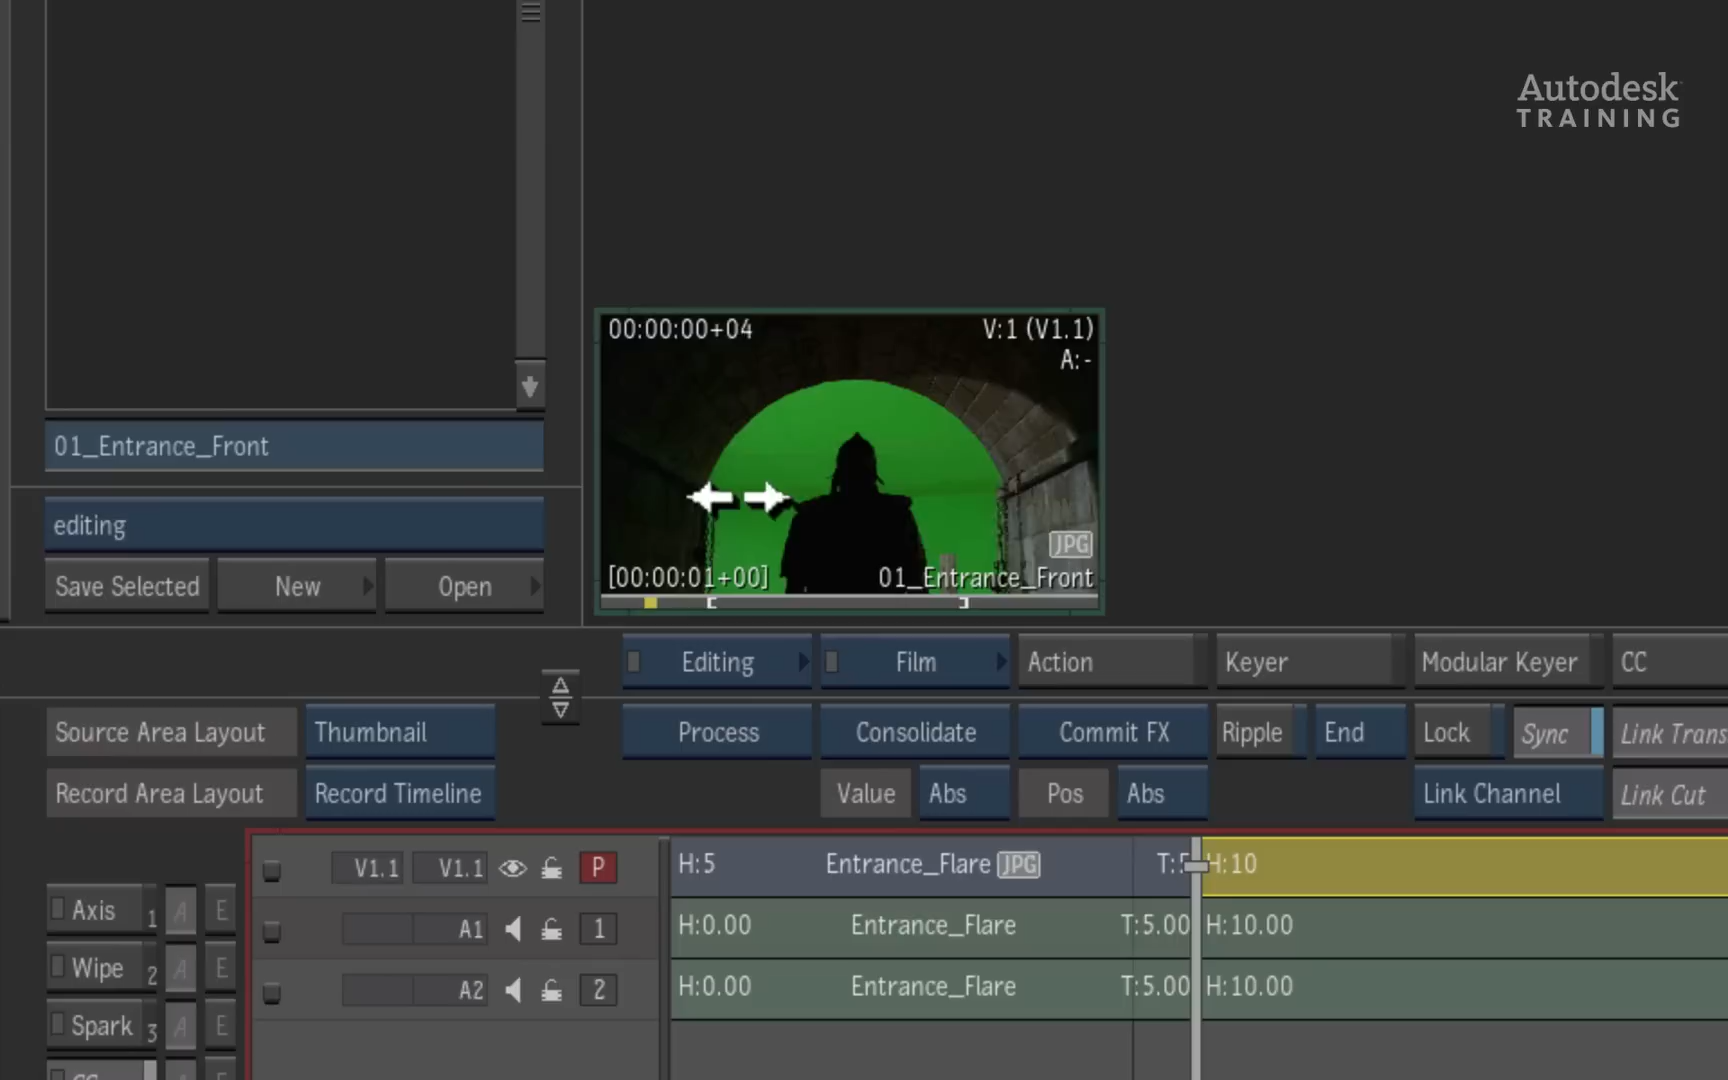 Autodesk
TRAINING
00:00:00+04
V:1 (V1.1)
A:-
JPG
[00:00:01+00]
01_Entrance_Front
01_Entrance_Front
editing
Save Selected
New
Open
Editing
Film
Action
Keyer
Modular Keyer
CC
Source Area Layout
Thumbnail
Process
Consolidate
Commit FX
Ripple
End
Lock
Sync
Link Trans
Record Area Layout
Record Timeline
Value
Abs
Pos
Abs
Link Channel
Link Cut
V1.1
V1.1
P
H:5
Entrance_Flare JPG
T:5
H:10
Axis 1 A E
A1
1
H:0.00
Entrance_Flare
T:5.00
H:10.00
Wipe 2 A E
A2
2
H:0.00
Entrance_Flare
T:5.00
H:10.00
Spark 3 A E